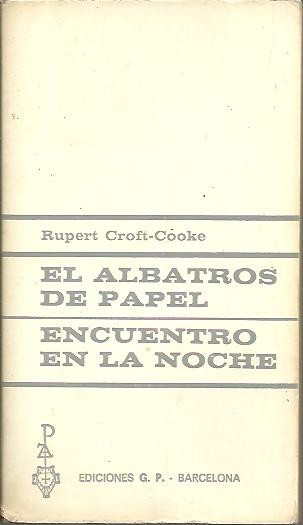 Rupert Croft-Cooke
EL ALBATROS
DE PAPEL
ENCUENTRO
EN LA NOCHE
EDICIONES G. P. - BARCELONA